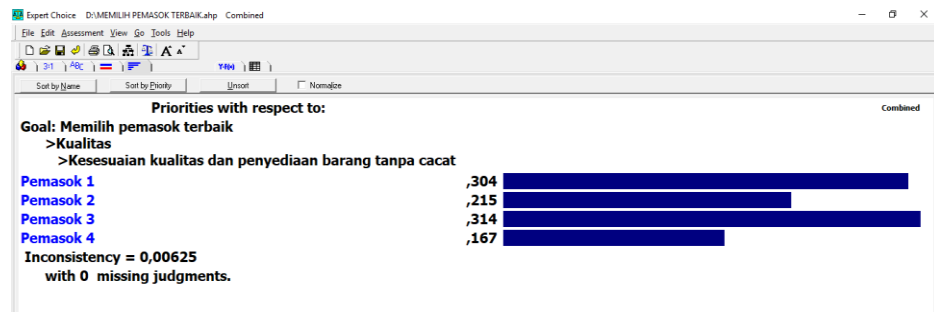 Expert Choice D:\MEMILIH PEMASOK TERBAIK.ahp Combined
File Edit Assessment View Go Tools Help
3:1 ABC Y=f(x)
Sort by Name Sort by Priority Unsort Normalize
Priorities with respect to: Combined
Goal: Memilih pemasok terbaik
>Kualitas
>Kesesuaian kualitas dan penyediaan barang tanpa cacat
Pemasok 1 ,304
Pemasok 2 ,215
Pemasok 3 ,314
Pemasok 4 ,167
Inconsistency = 0,00625
with 0 missing judgments.